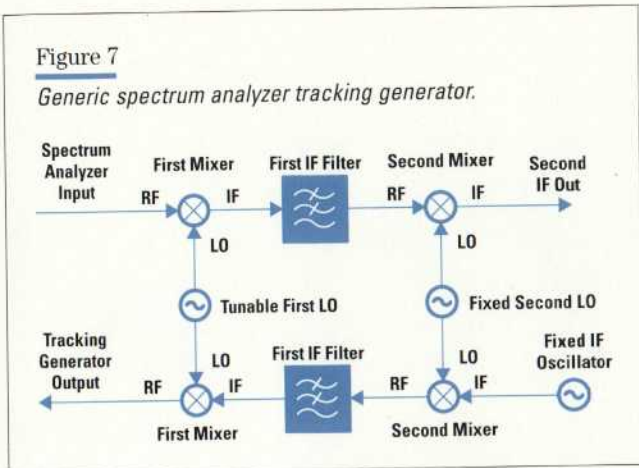 Figure 7
Generic spectrum analyzer tracking generator.
Spectrum
Analyzer
Input
First Mixer
First IF Filter
Second Mixer
Second
IF Out
RF
IF
RF
IF
LO
LO
Tunable First LO
Fixed Second LO
Tracking
Generator
Output
First IF Filter
Fixed IF
Oscillator
LO
LO
RF
IF
RF
IF
First Mixer
Second Mixer